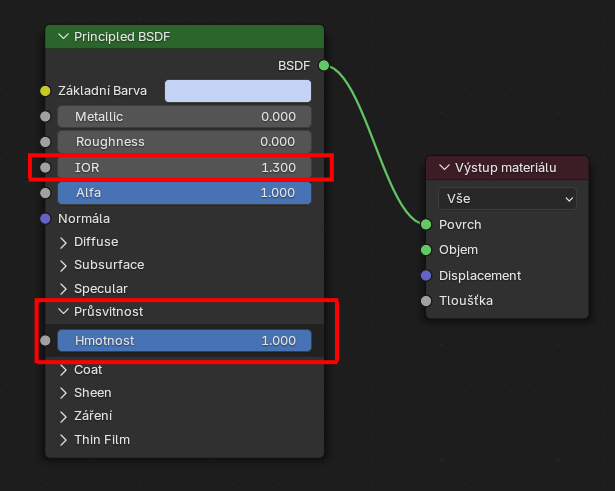 Principled BSDF
BSDF
Základní Barva
Metallic 0.000
Roughness 0.000
IOR 1.300
Alfa 1.000
Normála
Diffuse
Subsurface
Specular
Průsvitnost
Hmotnost 1.000
Coat
Sheen
Záření
Thin Film
Výstup materiálu
Vše
Povrch
Objem
Displacement
Tloušťka